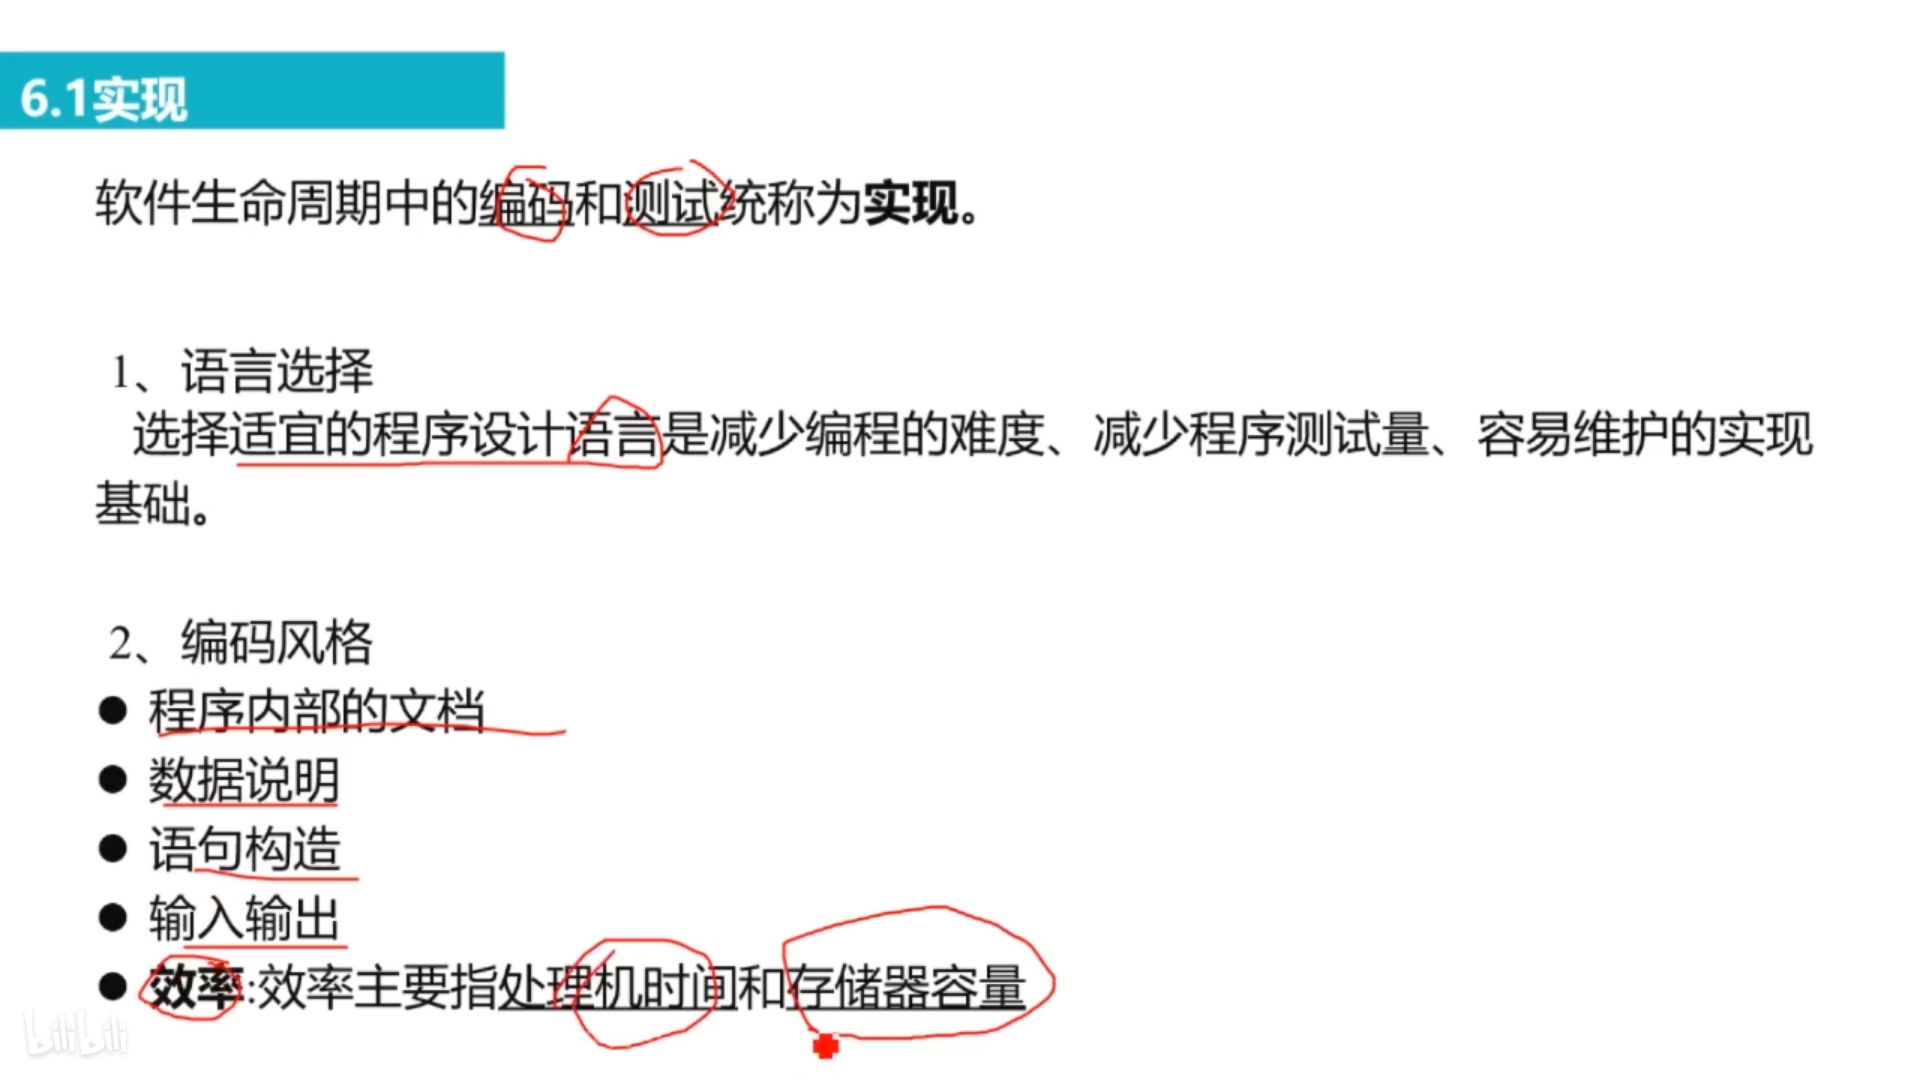 6.1实现
软件生命周期中的编码和测试统称为实现。
1、语言选择
选择适宜的程序设计语言是减少编程的难度、减少程序测试量、容易维护的实现
基础。
2、编码风格
● 程序内部的文档
● 数据说明
● 语句构造
● 输入输出
● 效率:效率主要指处理机时间和存储器容量
bilibili